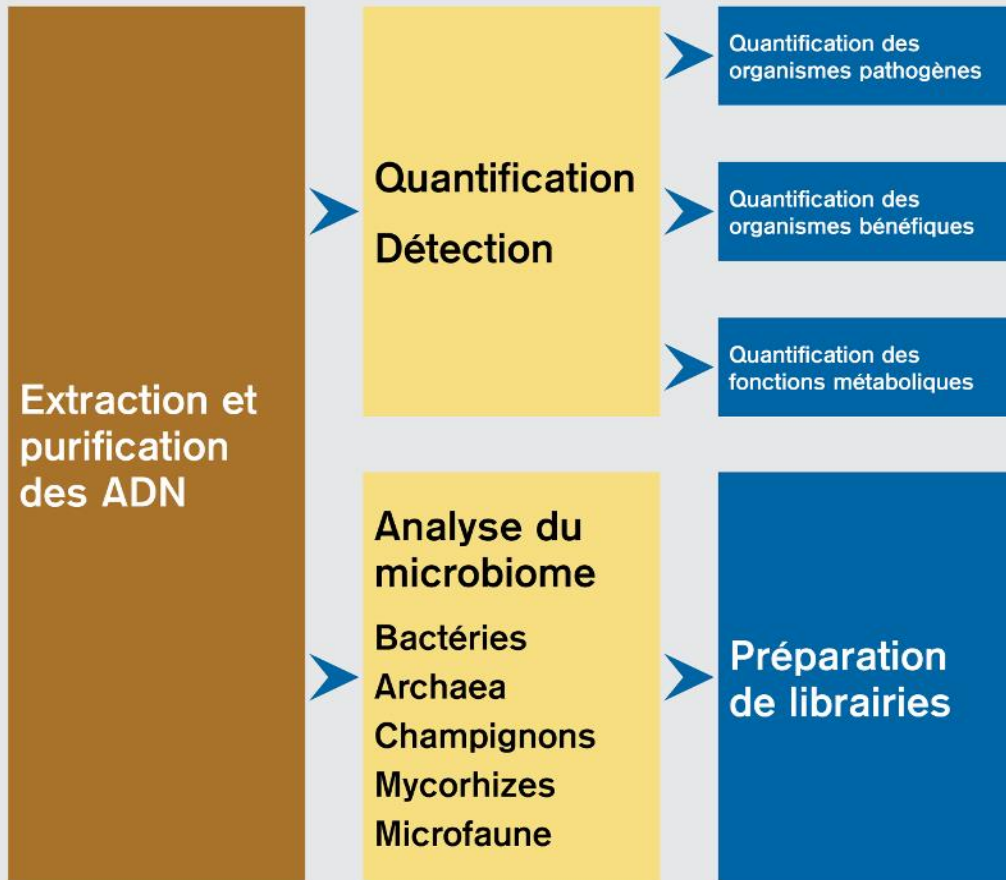 Extraction et
purification
des ADN
Quantification
Détection
Quantification des
organismes pathogènes
Quantification des
organismes bénéfiques
Quantification des
fonctions métaboliques
Analyse du
microbiome
Bactéries
Archaea
Champignons
Mycorhizes
Microfaune
Préparation
de librairies